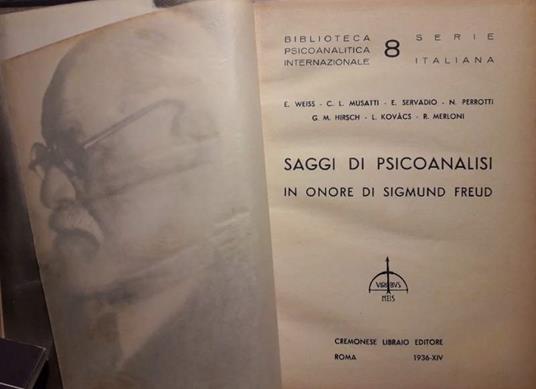 BIBLIOTECA
PSICOANALITICA
INTERNAZIONALE
8
SERIE
ITALIANA
E. WEISS - C. L. MUSATTI - E. SERVADIO - N. PERROTTI
G. M. HIRSCH - L. KOVÁCS - R. MERLONI
SAGGI DI PSICOANALISI
IN ONORE DI SIGMUND FREUD
VIRIBVS
MEIS
CREMONESE LIBRAIO EDITORE
ROMA 1936-XIV